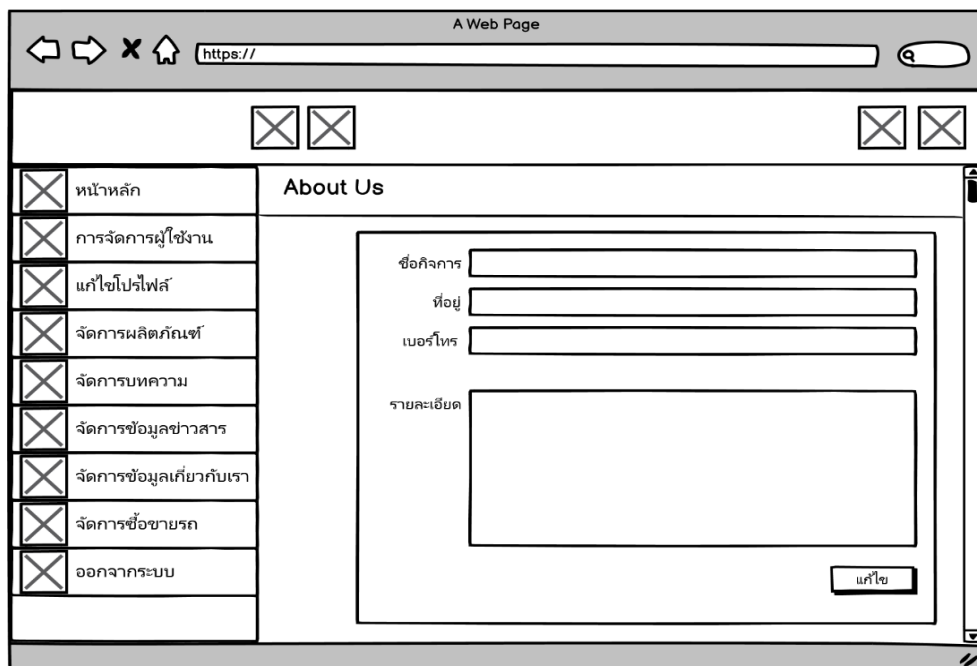 A Web Page
https://
หน้าหลัก
การจัดการผู้ใช้งาน
แก้ไขโปรไฟล์
จัดการผลิตภัณฑ์
จัดการบทความ
จัดการข้อมูลข่าวสาร
จัดการข้อมูลเกี่ยวกับเรา
จัดการซื้อขายรถ
ออกจากระบบ
About Us
ชื่อกิจการ
ที่อยู่
เบอร์โทร
รายละเอียด
แก้ไข